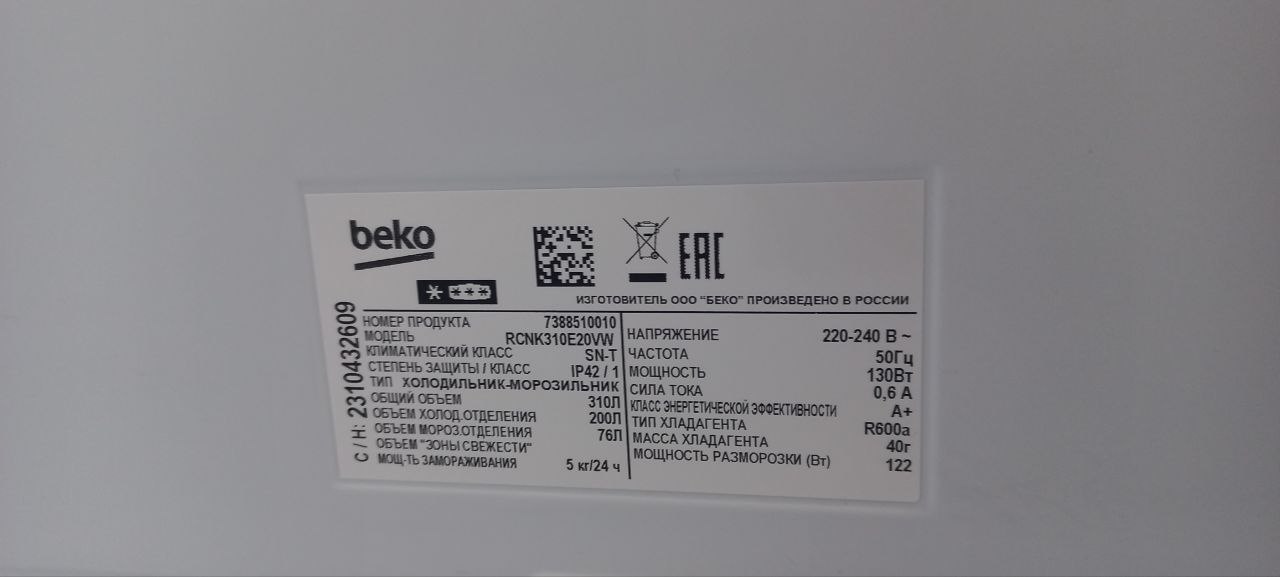 beko
EAC
ИЗГОТОВИТЕЛЬ ООО "БЕКО" ПРОИЗВЕДЕНО В РОССИИ
С / Н: 2310432609
НОМЕР ПРОДУКТА 7388510010
МОДЕЛЬ RCNK310E20VW
КЛИМАТИЧЕСКИЙ КЛАСС SN-T
СТЕПЕНЬ ЗАЩИТЫ / КЛАСС IP42 / 1
ТИП ХОЛОДИЛЬНИК-МОРОЗИЛЬНИК
ОБЩИЙ ОБЪЕМ 310Л
ОБЪЕМ ХОЛОД.ОТДЕЛЕНИЯ 200Л
ОБЪЕМ МОРОЗ.ОТДЕЛЕНИЯ 76Л
ОБЪЕМ "ЗОНЫ СВЕЖЕСТИ"
МОЩ-ТЬ ЗАМОРАЖИВАНИЯ 5 кг/24 ч
НАПРЯЖЕНИЕ 220-240 В ~
ЧАСТОТА 50Гц
МОЩНОСТЬ 130Вт
СИЛА ТОКА 0,6 А
КЛАСС ЭНЕРГЕТИЧЕСКОЙ ЭФФЕКТИВНОСТИ А+
ТИП ХЛАДАГЕНТА R600a
МАССА ХЛАДАГЕНТА 40г
МОЩНОСТЬ РАЗМОРОЗКИ (Вт) 122